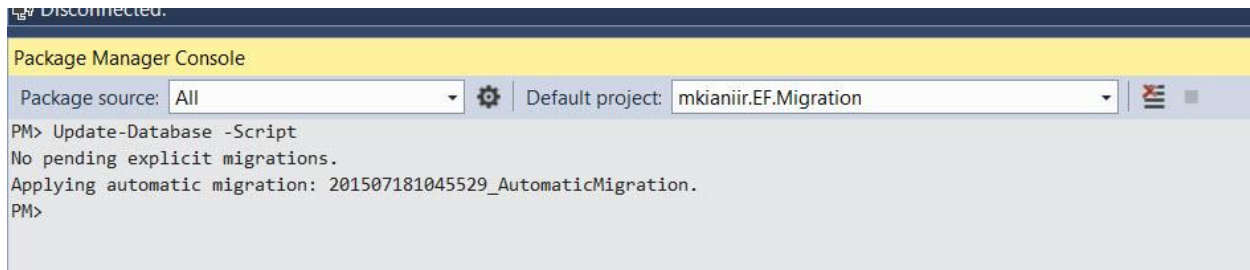 Disconnected.
Package Manager Console
Package source: All Default project: mkianiir.EF.Migration
PM> Update-Database -Script
No pending explicit migrations.
Applying automatic migration: 201507181045529_AutomaticMigration.
PM>